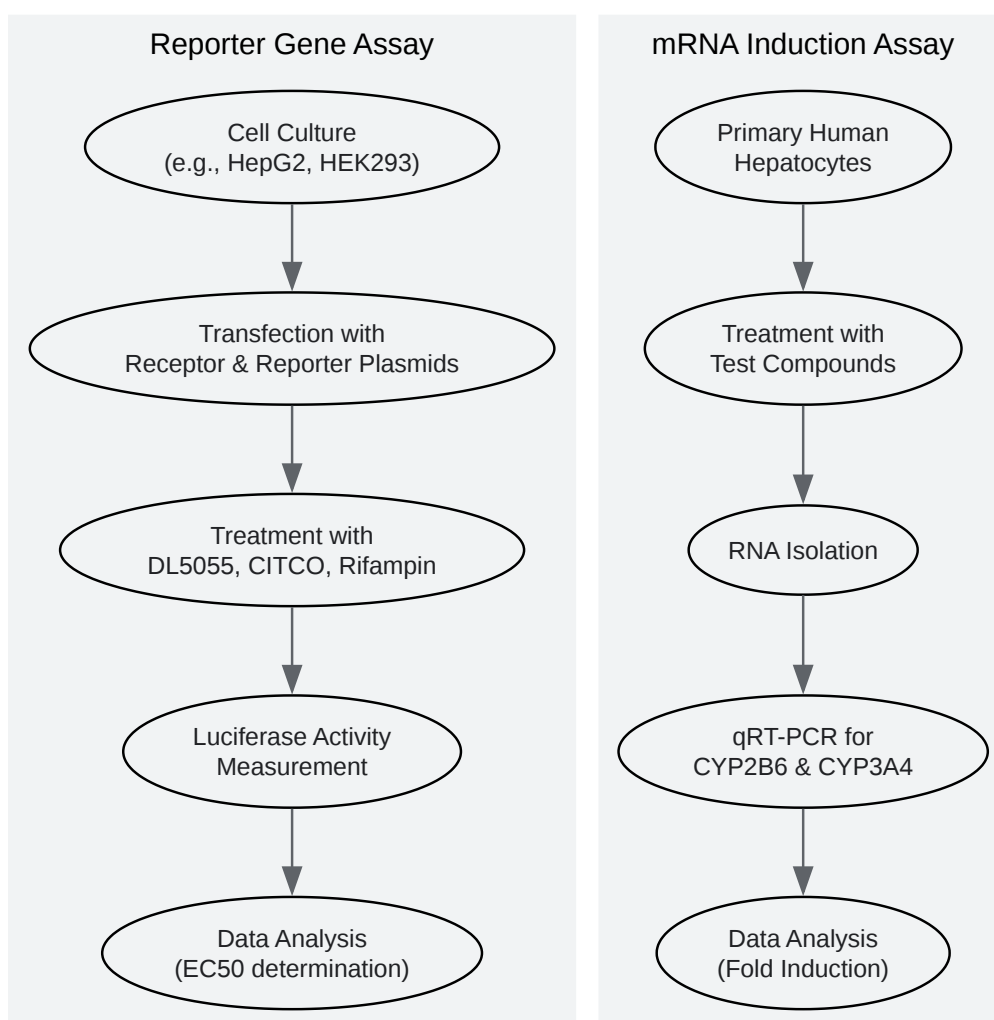 Reporter Gene Assay
Cell Culture
(e.g., HepG2, HEK293)
Transfection with
Receptor & Reporter Plasmids
Treatment with
DL5055, CITCO, Rifampin
Luciferase Activity
Measurement
Data Analysis
(EC50 determination)
mRNA Induction Assay
Primary Human
Hepatocytes
Treatment with
Test Compounds
RNA Isolation
qRT-PCR for
CYP2B6 & CYP3A4
Data Analysis
(Fold Induction)